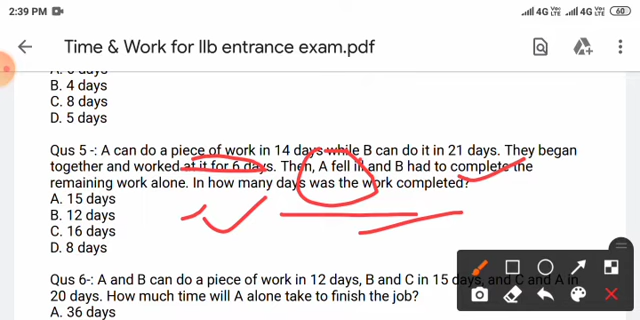 2:39 PM 4G VoLTE 4G VoLTE 60
Time & Work for llb entrance exam.pdf
A. 6 days
B. 4 days
C. 8 days
D. 5 days
Qus 5 -: A can do a piece of work in 14 days while B can do it in 21 days. They began
together and worked at it for 6 days. Then, A fell in and B had to complete the
remaining work alone. In how many days was the work completed?
A. 15 days
B. 12 days
C. 16 days
D. 8 days
Qus 6-: A and B can do a piece of work in 12 days, B and C in 15 days, and C and A in
20 days. How much time will A alone take to finish the job?
A. 36 days